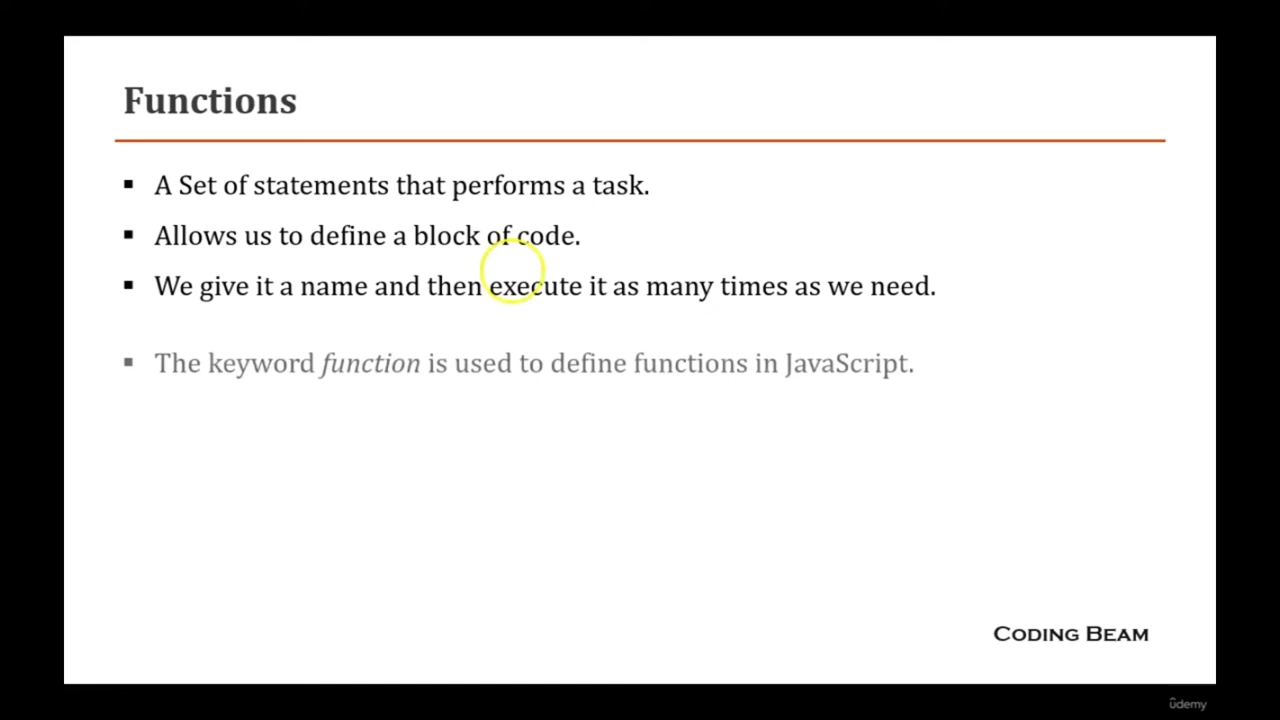 Functions
▪ A Set of statements that performs a task.
▪ Allows us to define a block of code.
▪ We give it a name and then execute it as many times as we need.
▪ The keyword function is used to define functions in JavaScript.
CODING BEAM
ûdemy